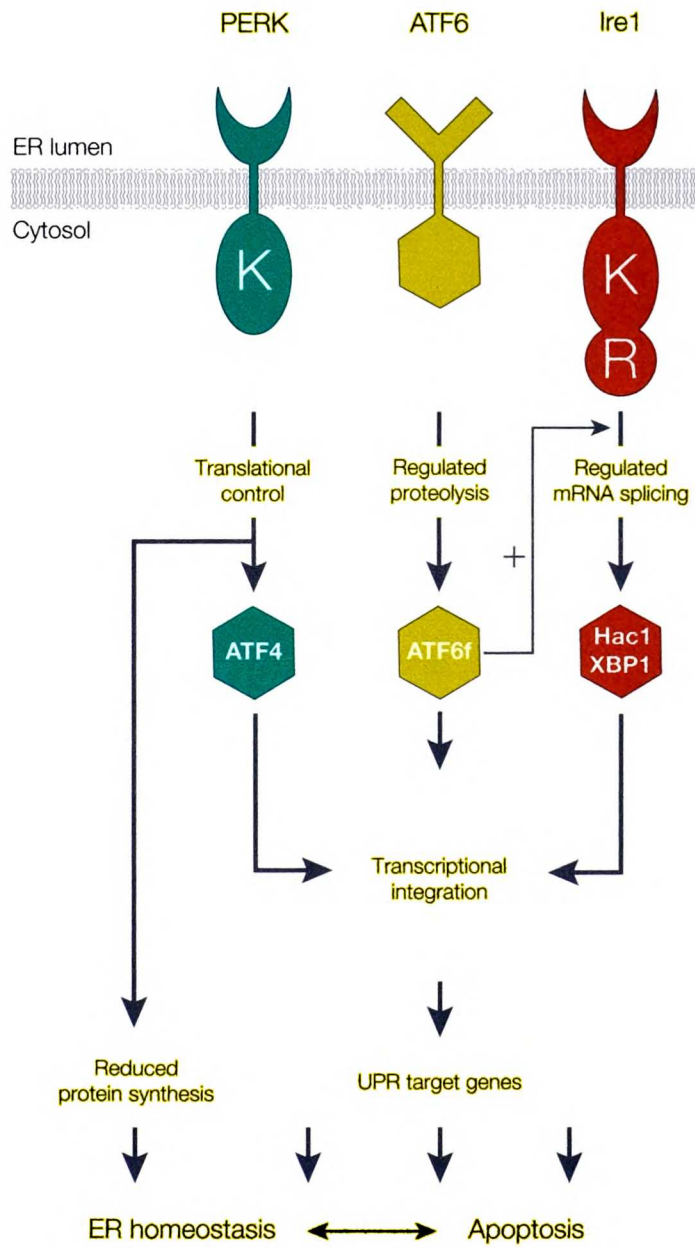 PERK ATF6 Ire1
ER lumen
Cytosol
K K
R
Translational
control
Regulated
proteolysis
Regulated
mRNA splicing
+
ATF4
ATF6f
Hac1
XBP1
Transcriptional
integration
Reduced
protein synthesis
UPR target genes
ER homeostasis Apoptosis